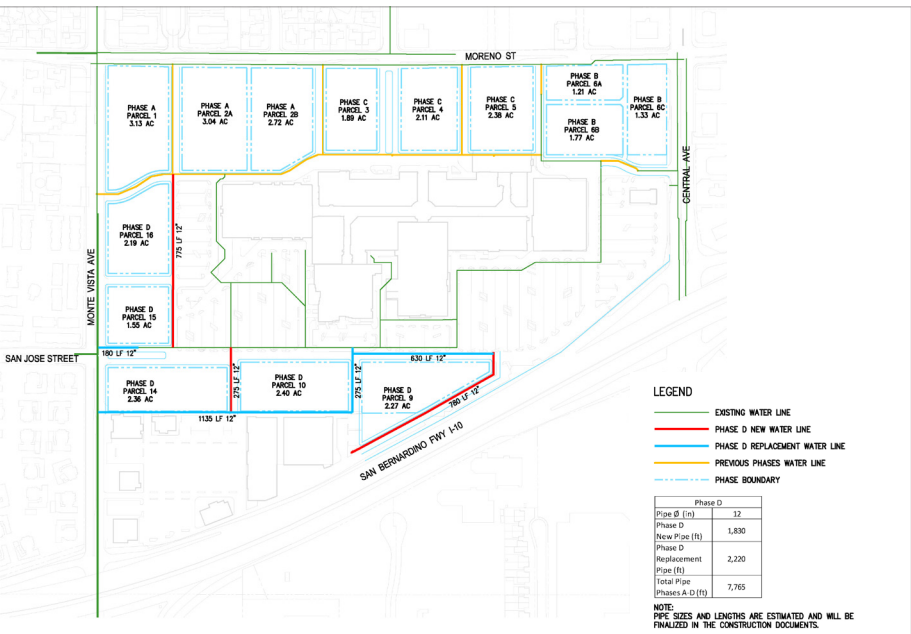 MORENO ST
PHASE A
PARCEL 1
3.13 AC
PHASE A
PARCEL 2A
3.04 AC
PHASE A
PARCEL 2B
2.72 AC
PHASE C
PARCEL 3
1.89 AC
PHASE C
PARCEL 4
2.11 AC
PHASE C
PARCEL 5
2.38 AC
PHASE B
PARCEL 6A
1.21 AC
PHASE B
PARCEL 6B
1.77 AC
PHASE B
PARCEL 6C
1.33 AC
CENTRAL AVE
MONTE VISTA AVE
PHASE D
PARCEL 16
2.19 AC
775 LF 12"
PHASE D
PARCEL 15
1.55 AC
SAN JOSE STREET
180 LF 12"
PHASE D
PARCEL 14
2.36 AC
275 LF 12"
PHASE D
PARCEL 10
2.40 AC
275 LF 12"
630 LF 12"
PHASE D
PARCEL 9
2.27 AC
780 LF 12"
1135 LF 12"
SAN BERNARDINO FWY I-10
LEGEND
EXISTING WATER LINE
PHASE D NEW WATER LINE
PHASE D REPLACEMENT WATER LINE
PREVIOUS PHASES WATER LINE
PHASE BOUNDARY
Phase D
Pipe Ø (in) 12
Phase D
New Pipe (ft) 1,830
Phase D
Replacement
Pipe (ft) 2,220
Total Pipe
Phases A-D (ft) 7,765
NOTE:
PIPE SIZES AND LENGTHS ARE ESTIMATED AND WILL BE
FINALIZED IN THE CONSTRUCTION DOCUMENTS.